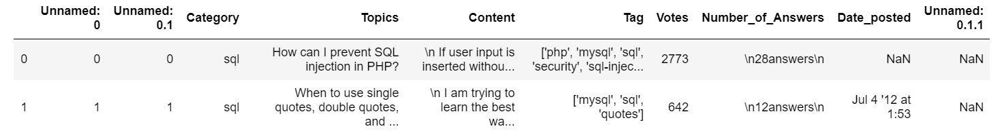 Unnamed: 0 Unnamed: 0.1 Category Topics Content Tag Votes Number_of_Answers Date_posted Unnamed: 0.1.1
0 0 0 sql How can I prevent SQL injection in PHP? \n If user input is inserted withou... ['php', 'mysql', 'sql', 'security', 'sql-injec... 2773 \n28answers\n NaN NaN
1 1 1 sql When to use single quotes, double quotes, and ... \n I am trying to learn the best wa... ['mysql', 'sql', 'quotes'] 642 \n12answers\n Jul 4 '12 at 1:53 NaN